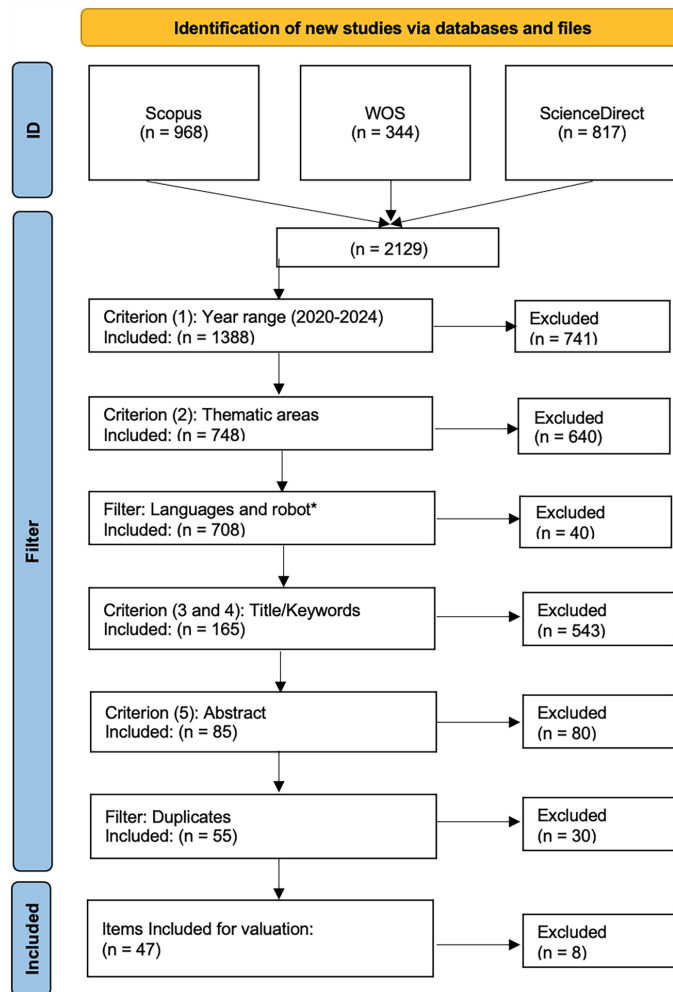 Identification of new studies via databases and files
ID
Scopus
(n = 968)
WOS
(n = 344)
ScienceDirect
(n = 817)
Filter
(n = 2129)
Criterion (1): Year range (2020-2024)
Included: (n = 1388)
Excluded
(n = 741)
Criterion (2): Thematic areas
Included: (n = 748)
Excluded
(n = 640)
Filter: Languages and robot*
Included: (n = 708)
Excluded
(n = 40)
Criterion (3 and 4): Title/Keywords
Included: (n = 165)
Excluded
(n = 543)
Criterion (5): Abstract
Included: (n = 85)
Excluded
(n = 80)
Filter: Duplicates
Included: (n = 55)
Excluded
(n = 30)
Included
Items Included for valuation:
(n = 47)
Excluded
(n = 8)